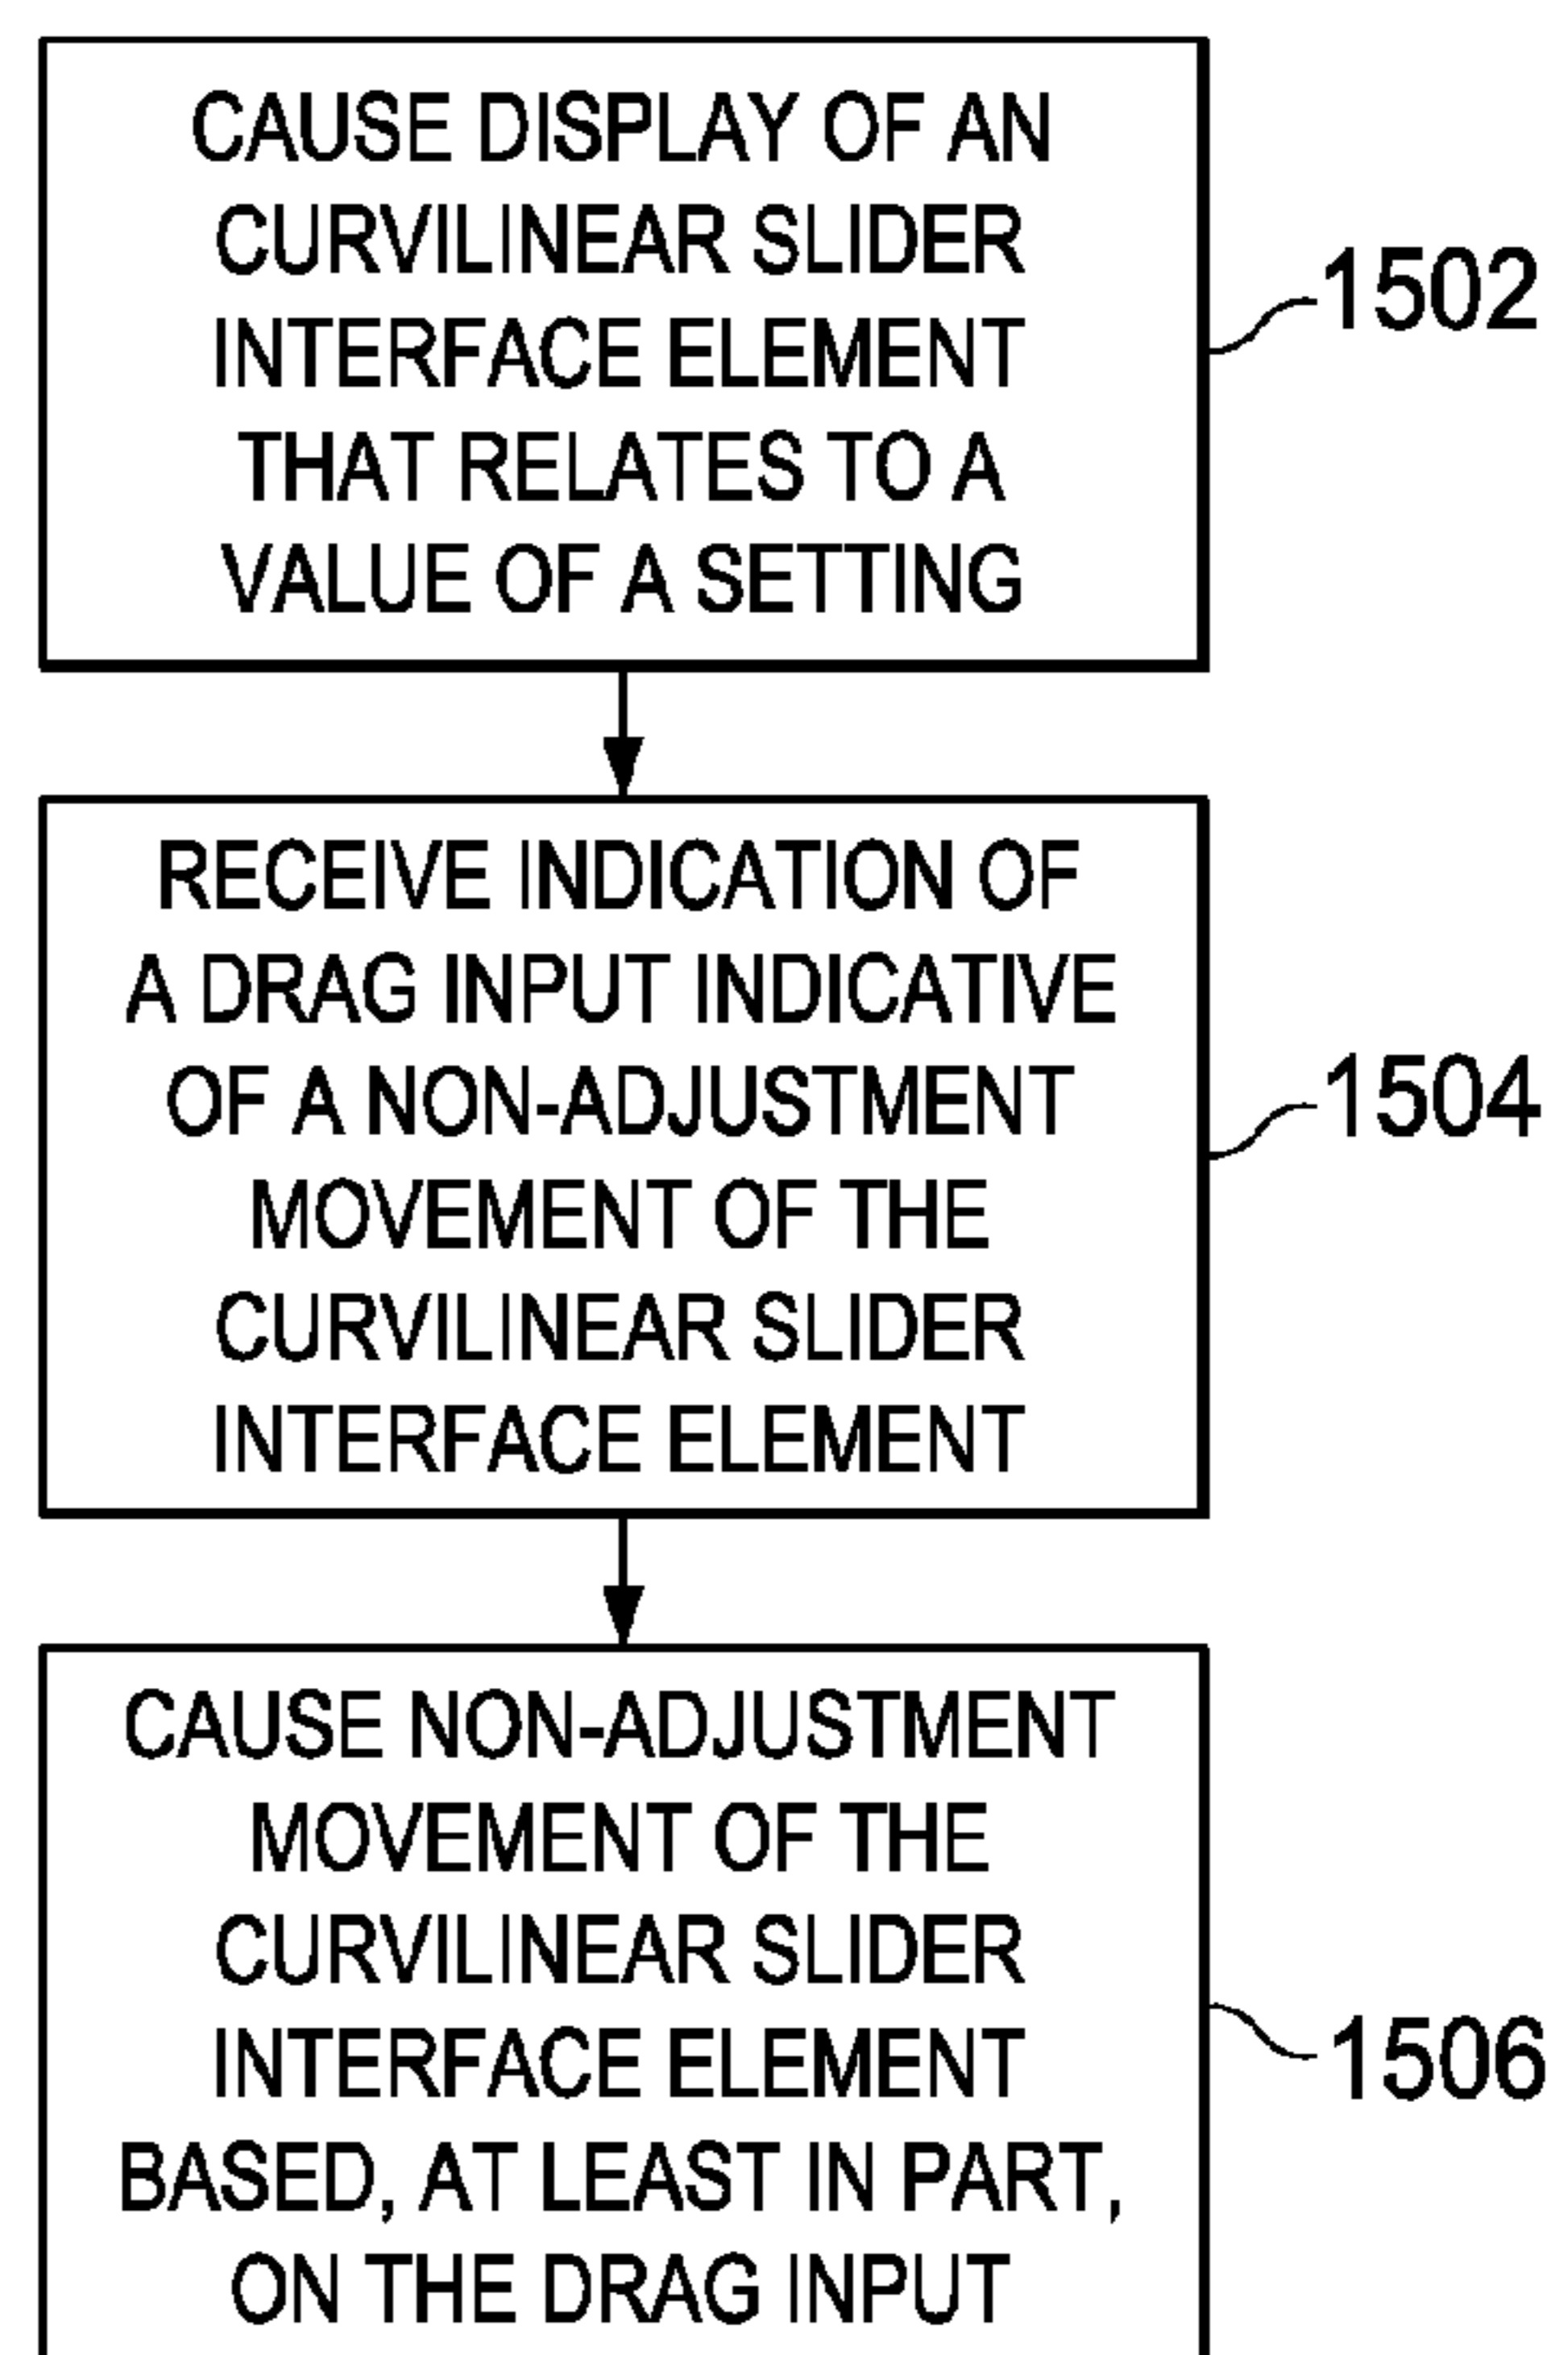 CAUSE DISPLAY OF AN
CURVILINEAR SLIDER
INTERFACE ELEMENT
THAT RELATES TO A
VALUE OF A SETTING
1502
RECEIVE INDICATION OF
A DRAG INPUT INDICATIVE
OF A NON-ADJUSTMENT
MOVEMENT OF THE
CURVILINEAR SLIDER
INTERFACE ELEMENT
1504
CAUSE NON-ADJUSTMENT
MOVEMENT OF THE
CURVILINEAR SLIDER
INTERFACE ELEMENT
BASED, AT LEAST IN PART,
ON THE DRAG INPUT
1506